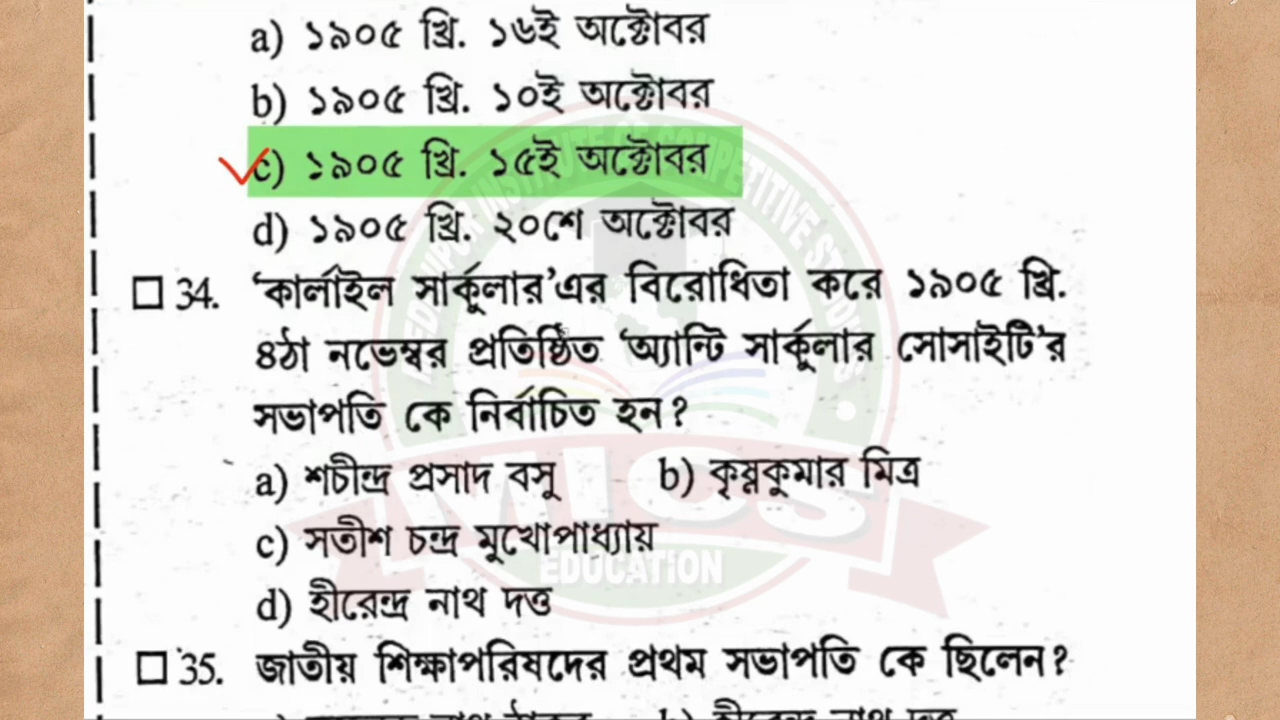 a) ১৯০৫ খ্রি. ১৬ই অক্টোবর
b) ১৯০৫ খ্রি. ১০ই অক্টোবর
c) ১৯০৫ খ্রি. ১৫ই অক্টোবর
d) ১৯০৫ খ্রি. ২০শে অক্টোবর
34. 'কার্লাইল সার্কুলার'এর বিরোধিতা করে ১৯০৫ খ্রি.
৪ঠা নভেম্বর প্রতিষ্ঠিত 'অ্যান্টি সার্কুলার সোসাইটি'র
সভাপতি কে নির্বাচিত হন?
a) শচীন্দ্র প্রসাদ বসু b) কৃষ্ণকুমার মিত্র
c) সতীশ চন্দ্র মুখোপাধ্যায়
d) হীরেন্দ্র নাথ দত্ত
35. জাতীয় শিক্ষাপরিষদের প্রথম সভাপতি কে ছিলেন?
MICS
EDUCATION